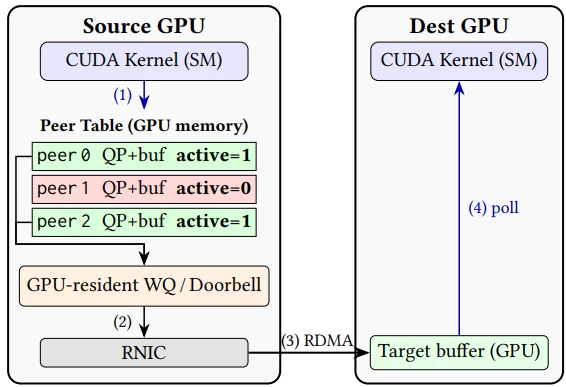 Source GPU
CUDA Kernel (SM)
(1)
Peer Table (GPU memory)
peer 0 QP+buf active=1
peer 1 QP+buf active=0
peer 2 QP+buf active=1
GPU-resident WQ / Doorbell
(2)
RNIC
(3) RDMA
Dest GPU
CUDA Kernel (SM)
(4) poll
Target buffer (GPU)